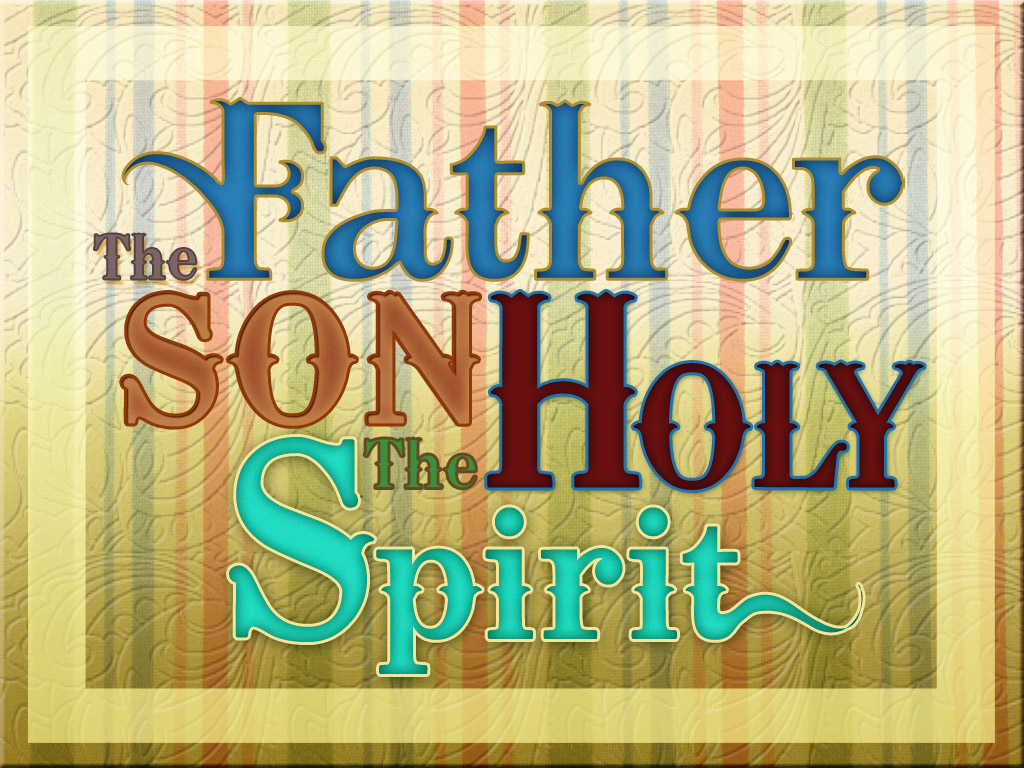 The Father
SON
The HOLY
Spirit